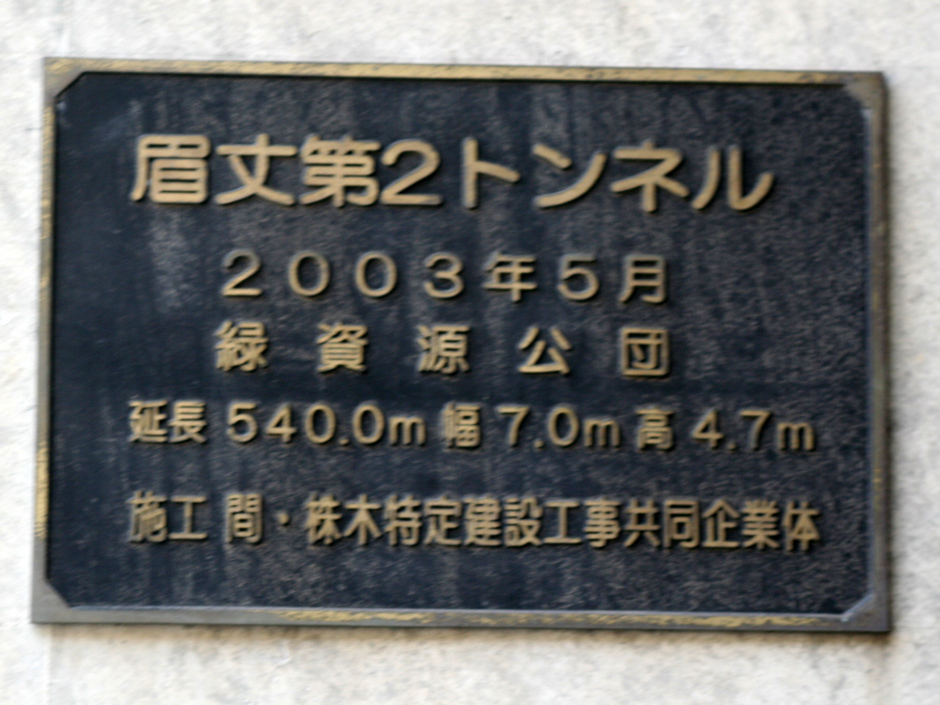 眉丈第2トンネル
2003年5月
緑資源公団
延長 540.0m 幅 7.0m 高 4.7m
施工 間・株木特定建設工事共同企業体